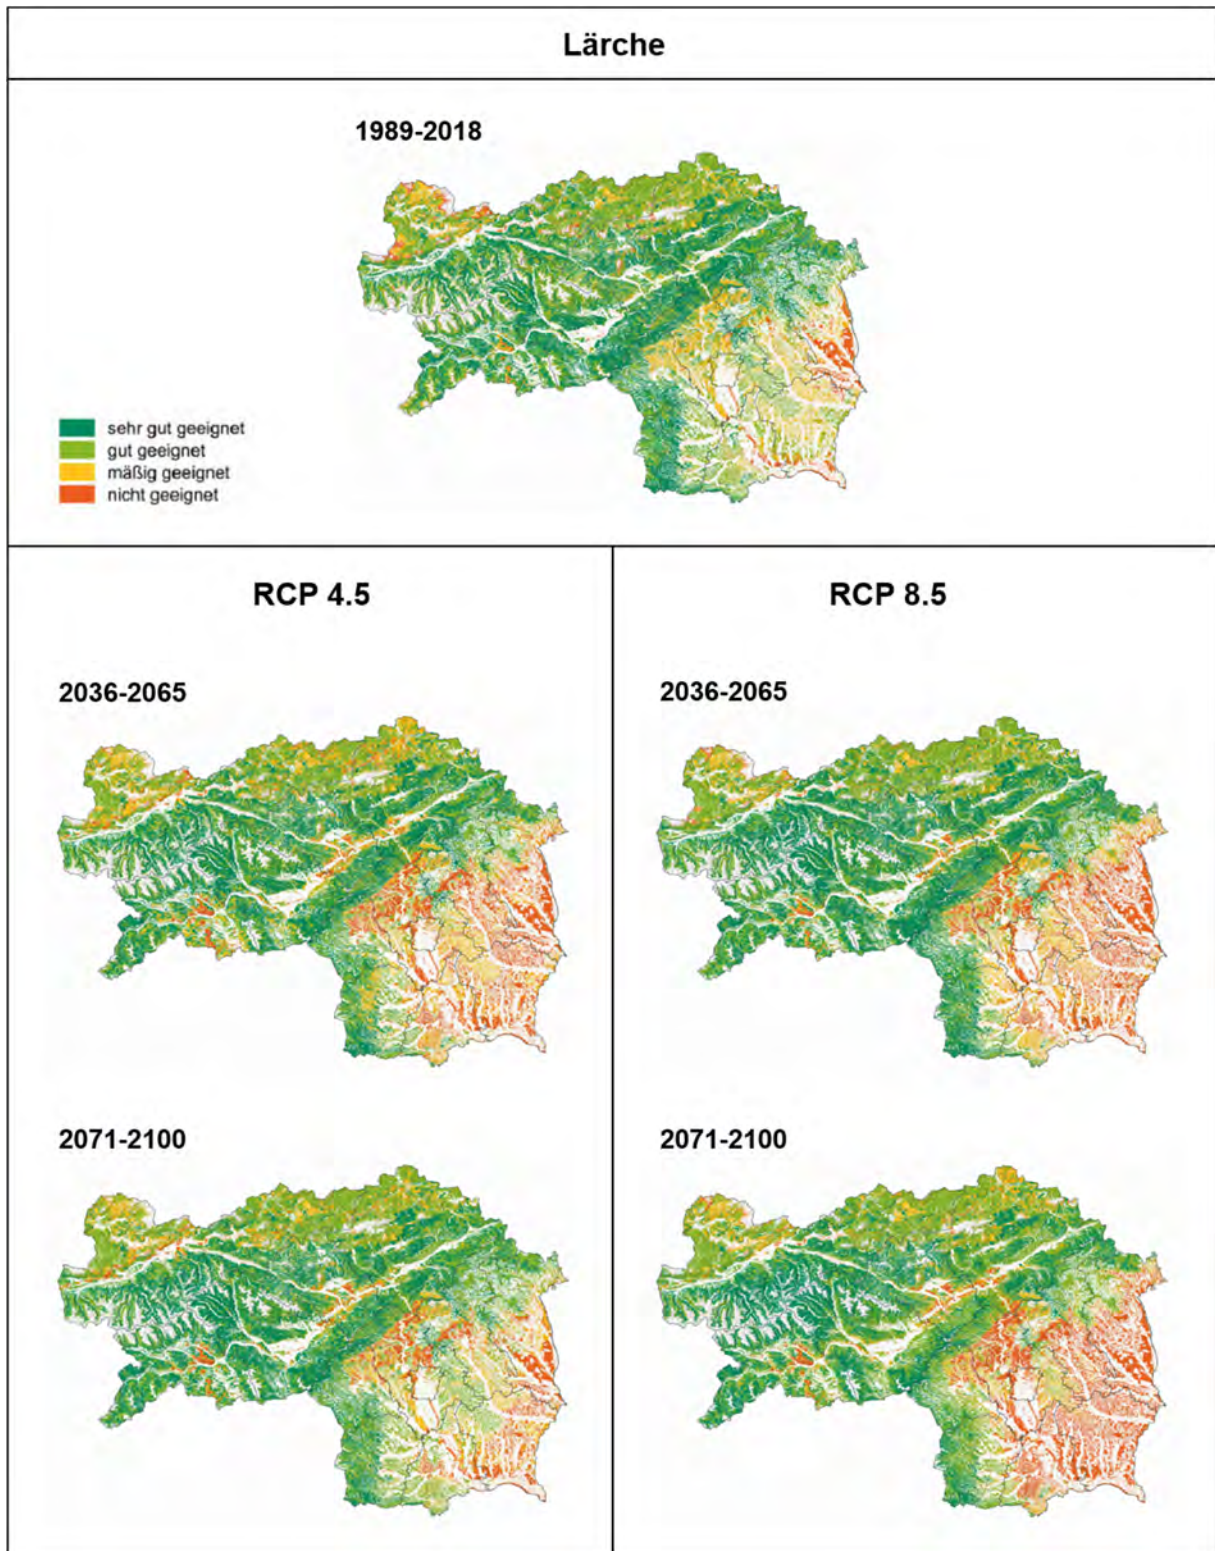 Lärche
1989-2018
sehr gut geeignet
gut geeignet
mäßig geeignet
nicht geeignet
RCP 4.5
RCP 8.5
2036-2065
2036-2065
2071-2100
2071-2100